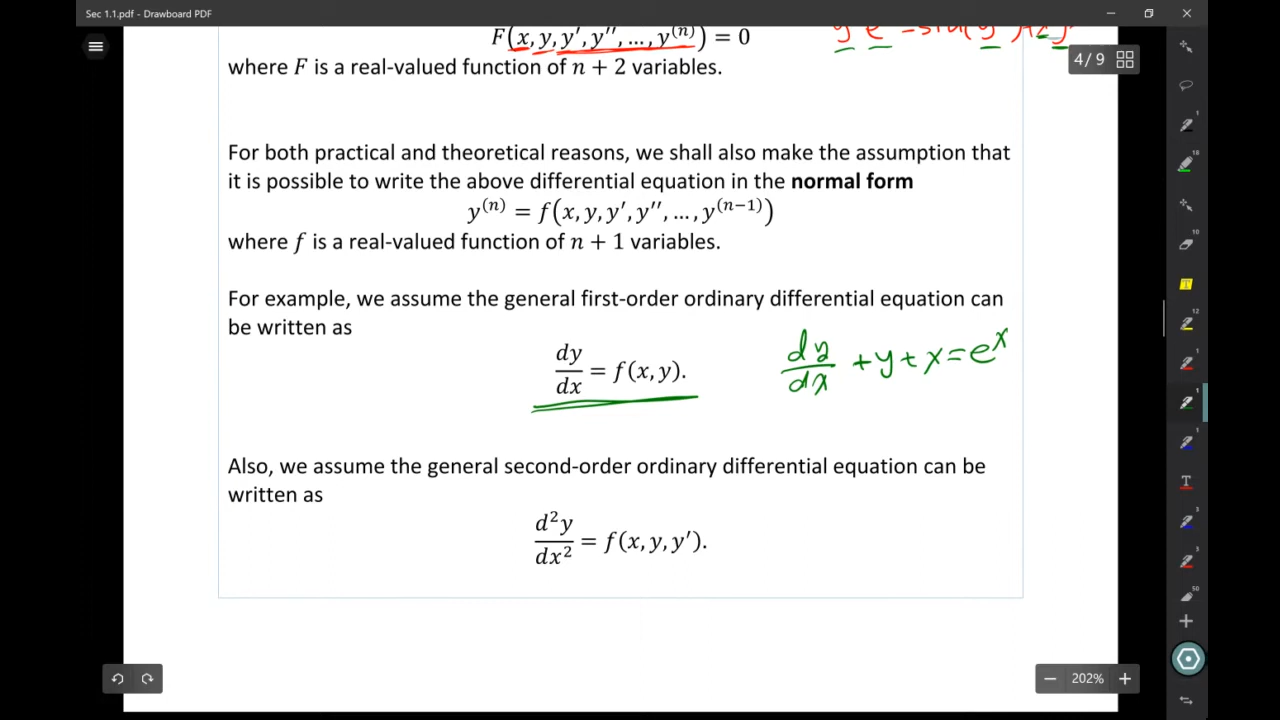 Sec 1.1.pdf - Drawboard PDF
F(x, y, y′, y′′, …, y⁽ⁿ⁾) = 0
4/9
where F is a real-valued function of n + 2 variables.
For both practical and theoretical reasons, we shall also make the assumption that
it is possible to write the above differential equation in the normal form
y⁽ⁿ⁾ = f(x, y, y′, y′′, …, y⁽ⁿ⁻¹⁾)
where f is a real-valued function of n + 1 variables.
For example, we assume the general first-order ordinary differential equation can
be written as
dy/dx = f(x, y). dy/dx + y + x = eˣ
Also, we assume the general second-order ordinary differential equation can be
written as
d²y/dx² = f(x, y, y′).
202%